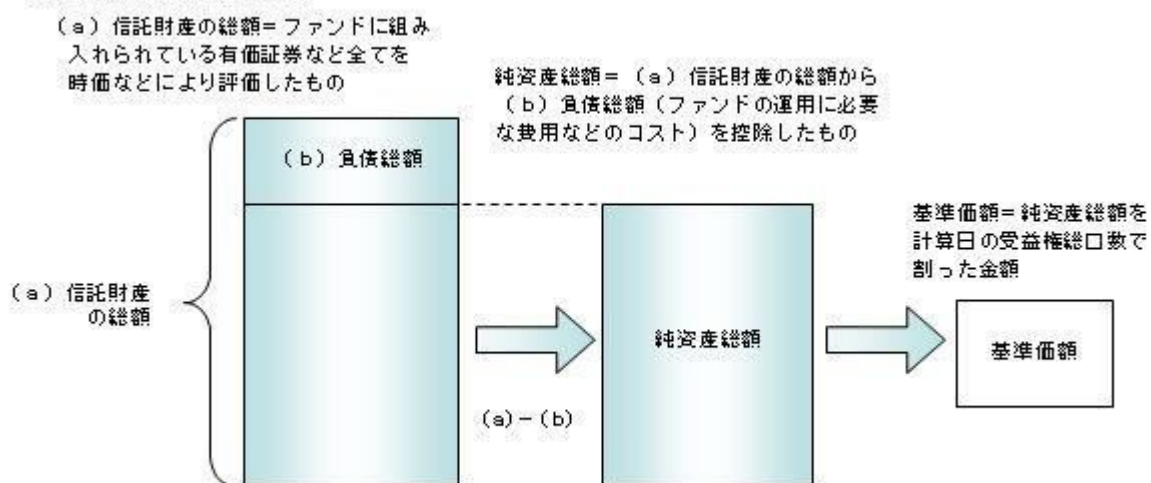 (a)信託財産の総額=ファンドに組み
入れられている有価証券など全てを
時価などにより評価したもの
純資産総額=(a)信託財産の総額から
(b)負債総額(ファンドの運用に必要
な費用などのコスト)を控除したもの
(b)負債総額
基準価額=純資産総額を
計算日の受益権総口数で
割った金額
(a)信託財産
の総額
純資産総額
基準価額
(a)-(b)